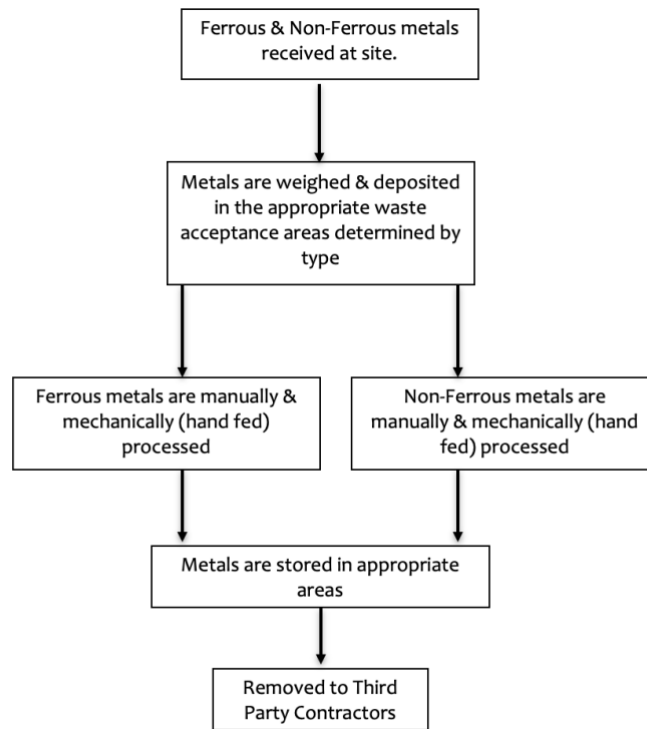 Ferrous & Non-Ferrous metals
received at site.
Metals are weighed & deposited
in the appropriate waste
acceptance areas determined by
type
Ferrous metals are manually &
mechanically (hand fed)
processed
Non-Ferrous metals are
manually & mechanically (hand
fed) processed
Metals are stored in appropriate
areas
Removed to Third
Party Contractors